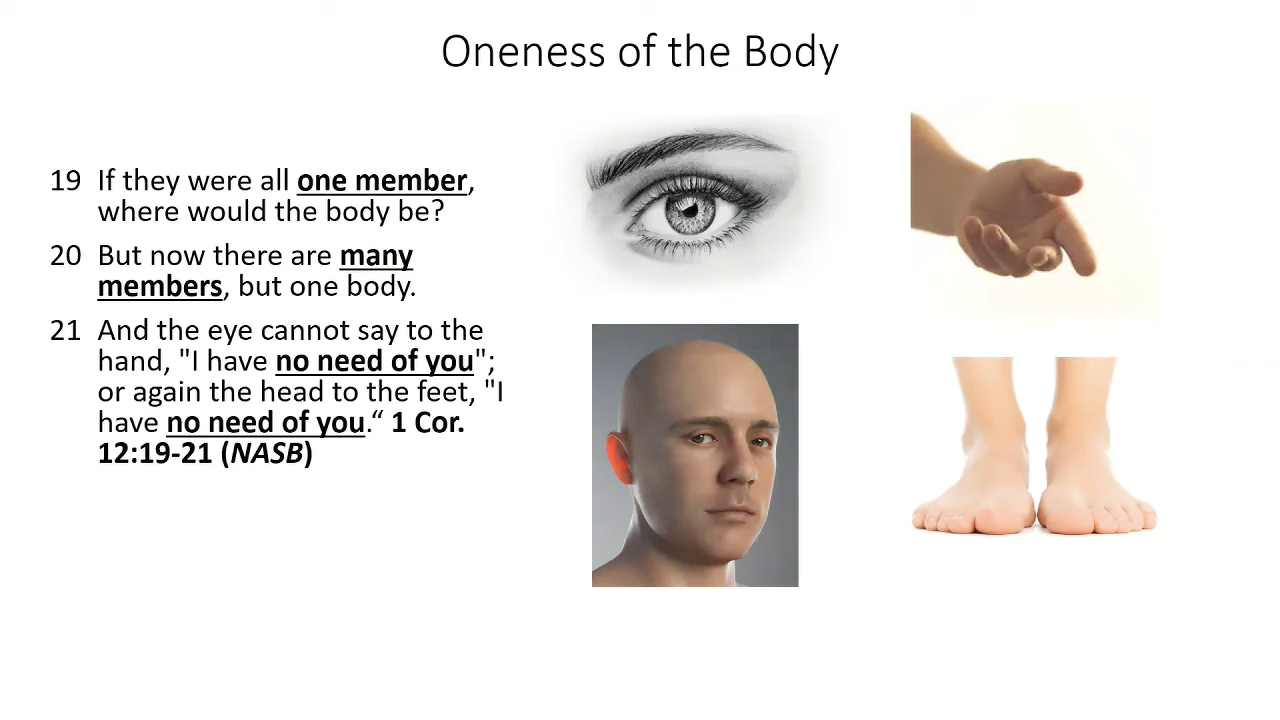 Oneness of the Body
19 If they were all one member,
where would the body be?
20 But now there are many
members, but one body.
21 And the eye cannot say to the
hand, "I have no need of you";
or again the head to the feet, "I
have no need of you.“ 1 Cor.
12:19-21 (NASB)